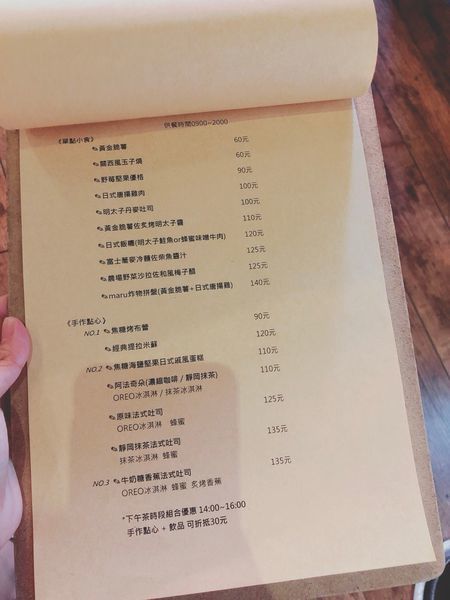 供餐時間0900~2000
《單點小食》
黃金脆薯 60元
關西風玉子燒 60元
野莓堅果優格 90元
日式唐揚雞肉 100元
明太子丹麥吐司 100元
黃金脆薯佐炙烤明太子醬 110元
日式飯糰(明太子鮭魚or蜂蜜味噌牛肉) 120元
富士蕎麥冷麵佐柴魚醬汁 125元
農場野菜沙拉佐和風梅子醋 125元
maru炸物拼盤(黃金脆薯+日式唐揚雞) 140元
《手作點心》
NO.1 焦糖烤布蕾 90元
經典提拉米蘇 120元
NO.2 焦糖海鹽堅果日式戚風蛋糕 110元
阿法奇朵(濃縮咖啡 / 靜岡抹茶) 110元
OREO冰淇淋 / 抹茶冰淇淋
原味法式吐司 125元
OREO冰淇淋 蜂蜜
靜岡抹茶法式吐司 135元
抹茶冰淇淋 蜂蜜
NO.3 牛奶糖香蕉法式吐司 135元
OREO冰淇淋 蜂蜜 炙烤香蕉
*下午茶時段組合優惠 14:00~16:00
手作點心 + 飲品 可折抵30元